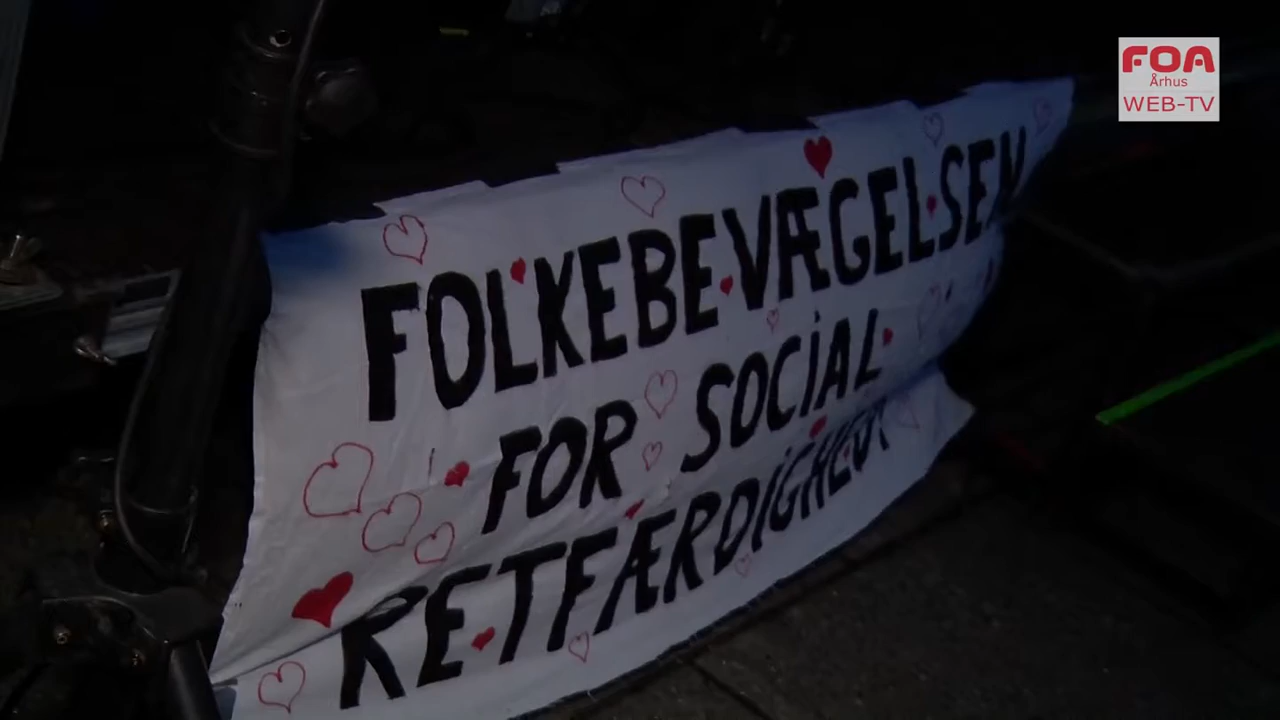 FOA
Århus
WEB-TV
FOLKEBEVÆGELSEN
FOR SOCIAL
RETFÆRDIGHED!